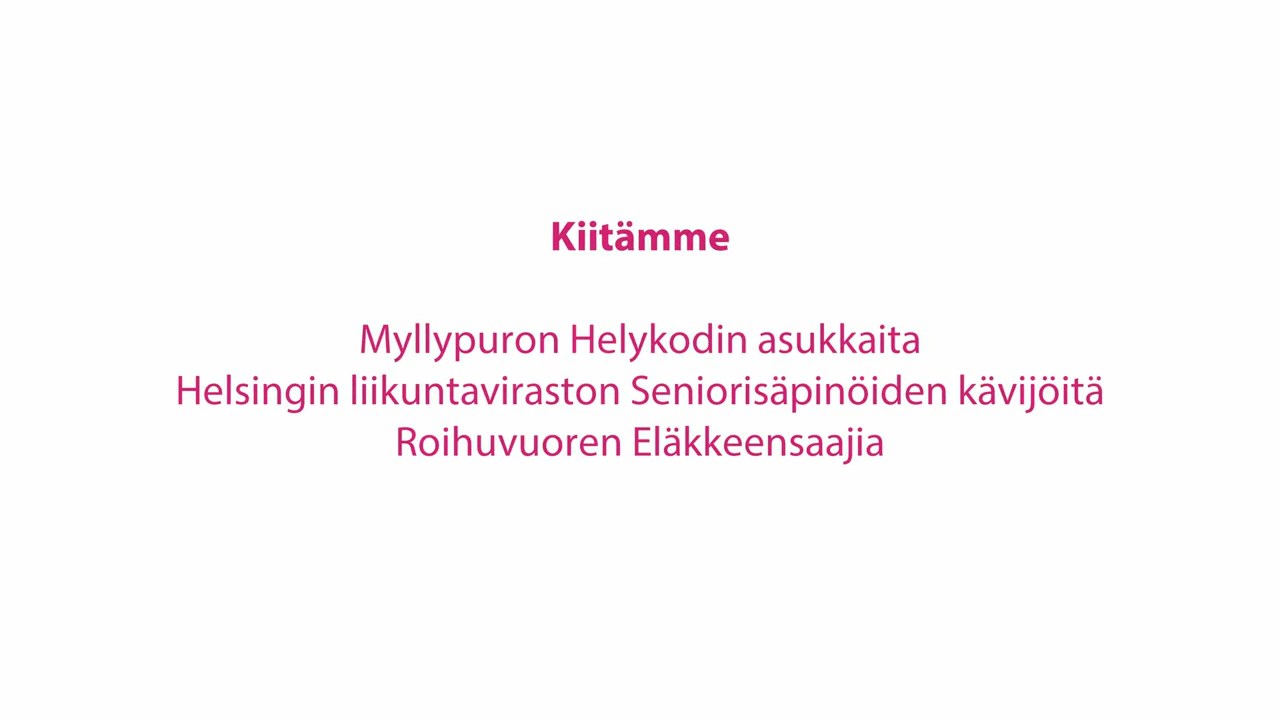 Kiitämme
Myllypuron Helykodin asukkaita
Helsingin liikuntaviraston Seniorisäpinöiden kävijöitä
Roihuvuoren Eläkkeensaajia